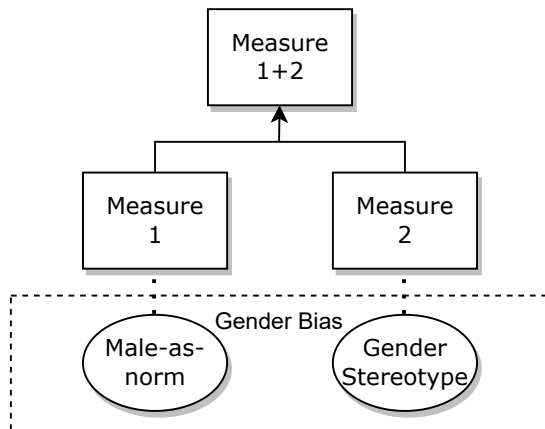 Measure
1+2
Measure
1
Measure
2
Gender Bias
Male-as-
norm
Gender
Stereotype